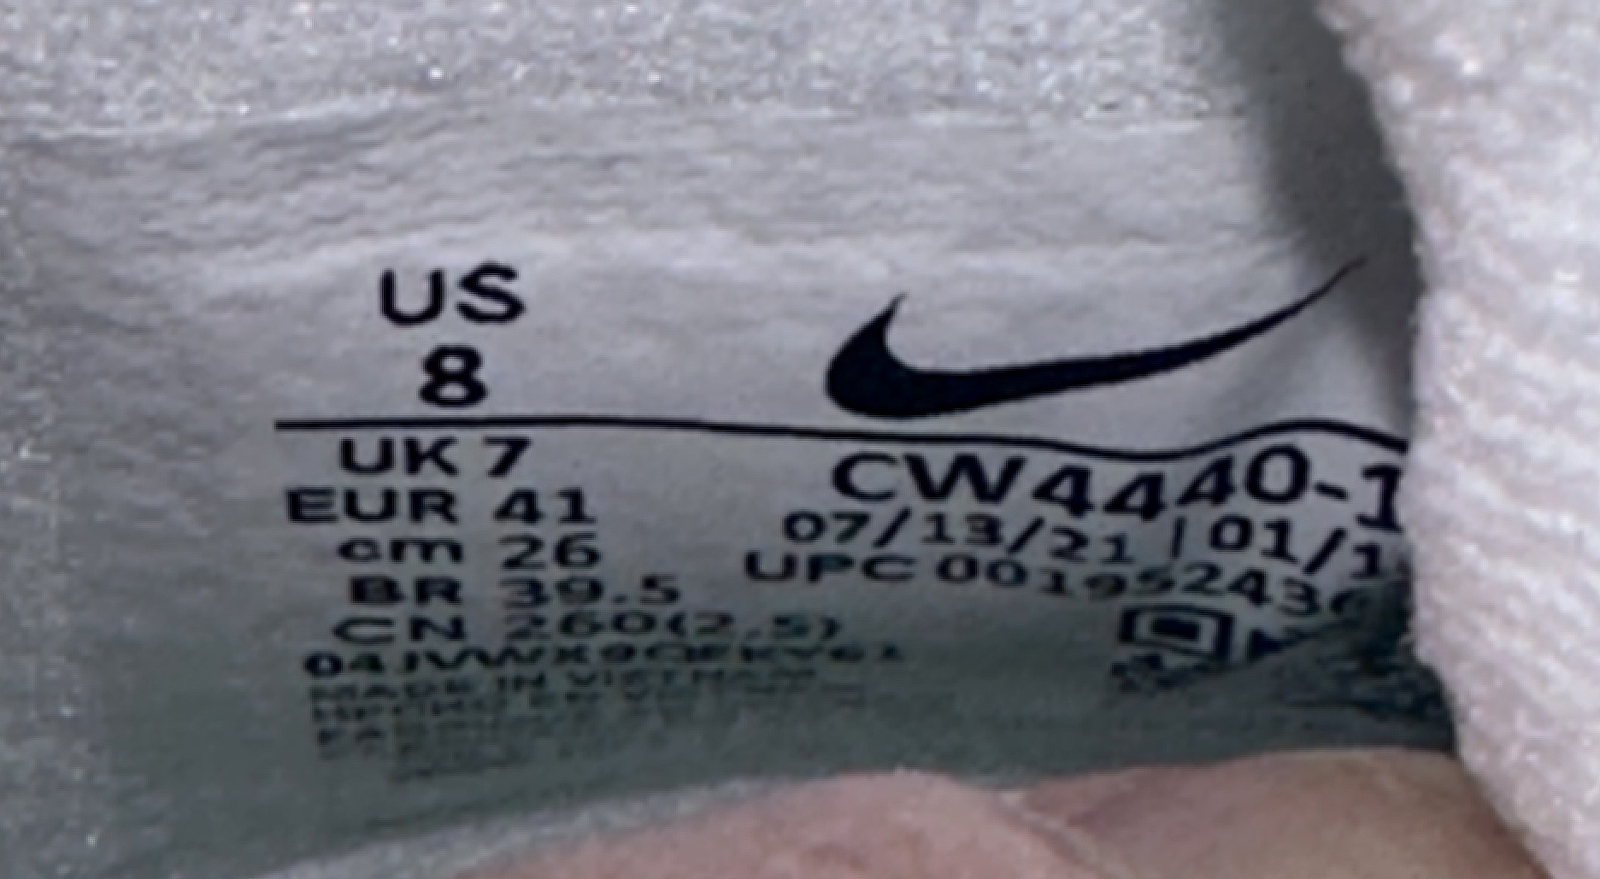 US
8
UK 7
EUR 41
cm 26
BR 39.5
CN 260(2.5)
MADE IN VIETNAM
CW4440-1
07/13/21 | 01/1
UPC 001952436